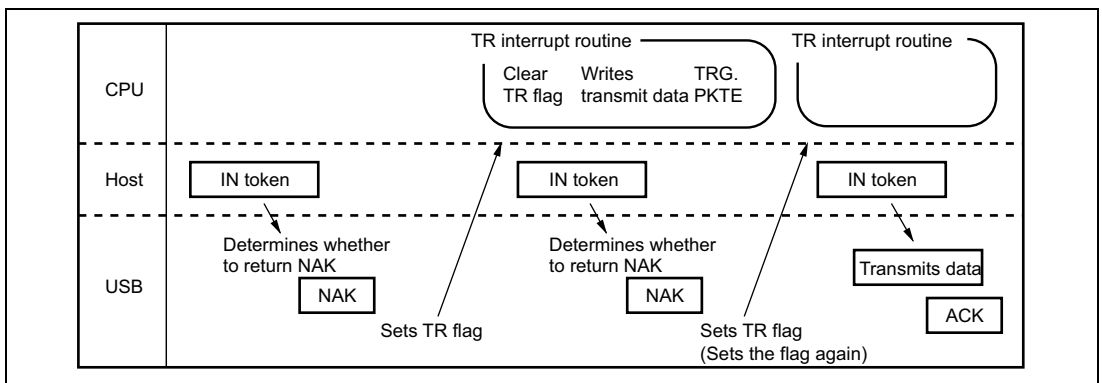 CPU
TR interrupt routine
Clear Writes TRG.
TR flag transmit data PKTE
TR interrupt routine
Host
IN token
IN token
IN token
USB
Determines whether
to return NAK
NAK
Sets TR flag
Determines whether
to return NAK
NAK
Sets TR flag
(Sets the flag again)
Transmits data
ACK